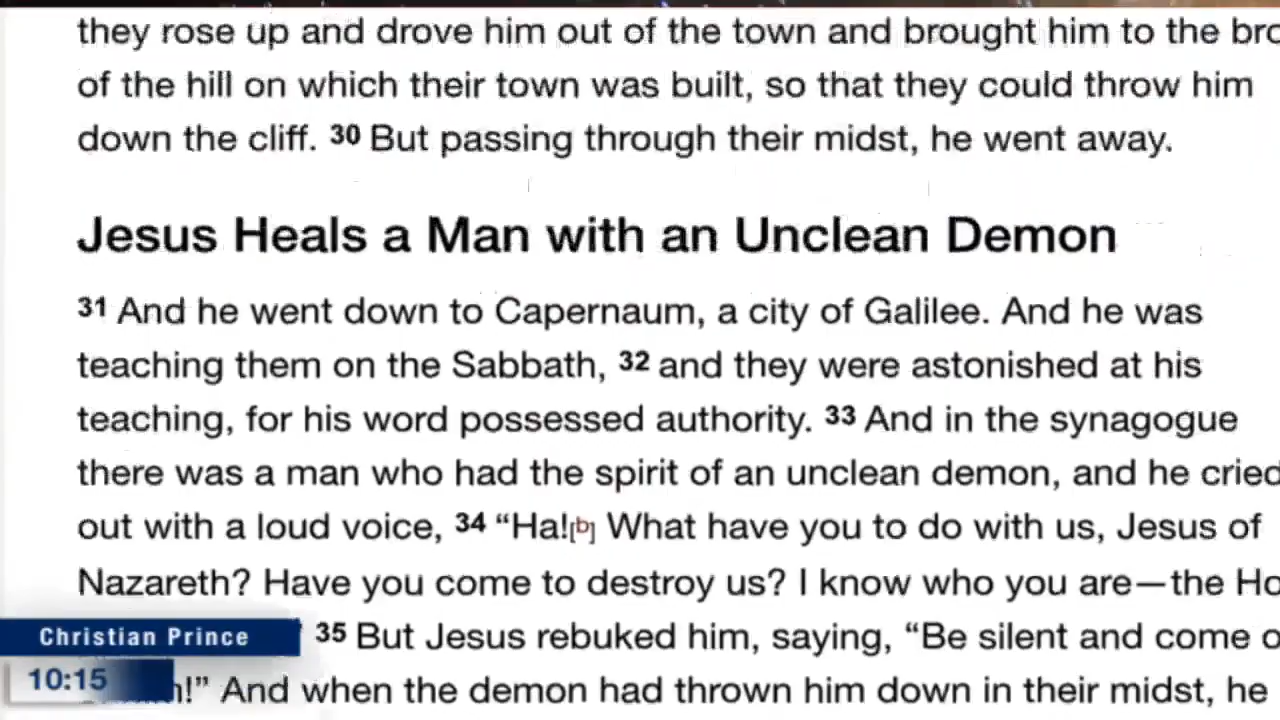 they rose up and drove him out of the town and brought him to the
of the hill on which their town was built, so that they could throw him
down the cliff. 30 But passing through their midst, he went away.
Jesus Heals a Man with an Unclean Demon
31 And he went down to Capernaum, a city of Galilee. And he was
teaching them on the Sabbath, 32 and they were astonished at his
teaching, for his word possessed authority. 33 And in the synagogue
there was a man who had the spirit of an unclean demon, and he cried
out with a loud voice, 34 “Ha![b] What have you to do with us, Jesus of
Nazareth? Have you come to destroy us? I know who you are—the
35 But Jesus rebuked him, saying, “Be silent and come
And when the demon had thrown him down in their midst, he
Christian Prince
10:15